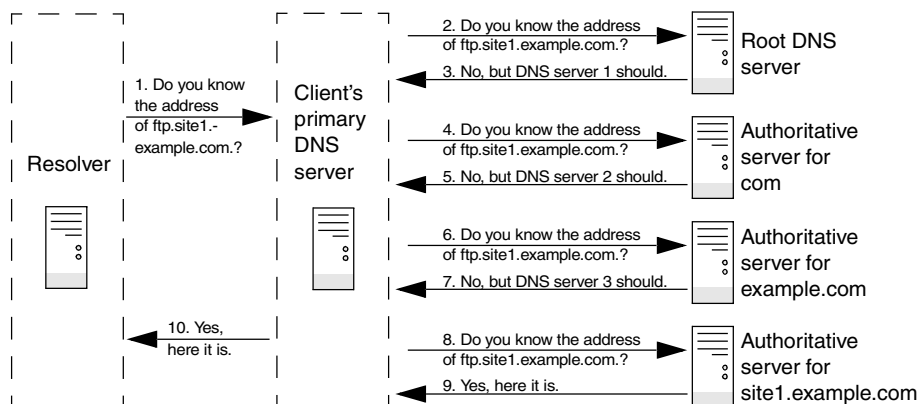 Resolver
1. Do you know
the address
of ftp.site1.-
example.com.?
Client's
primary
DNS
server
2. Do you know the address
of ftp.site1.example.com.?
3. No, but DNS server 1 should.
Root DNS
server
4. Do you know the address
of ftp.site1.example.com.?
5. No, but DNS server 2 should.
Authoritative
server for
com
6. Do you know the address
of ftp.site1.example.com.?
7. No, but DNS server 3 should.
Authoritative
server for
example.com
8. Do you know the address
of ftp.site1.example.com.?
9. Yes, here it is.
Authoritative
server for
site1.example.com
10. Yes,
here it is.